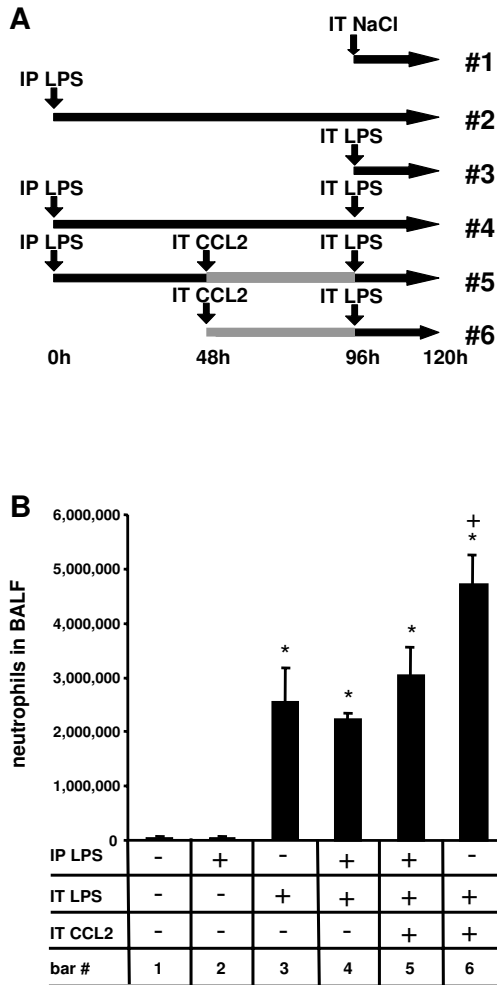 A
IT NaCl
#1
IP LPS
#2
IT LPS
#3
IP LPS IT LPS
#4
IP LPS IT CCL2 IT LPS
#5
IT CCL2 IT LPS
#6
0h 48h 96h 120h
B
neutrophils in BALF
6,000,000
5,000,000
4,000,000
3,000,000
2,000,000
1,000,000
0
* * * + *
IP LPS - + - + + -
IT LPS - - + + + +
IT CCL2 - - - - + +
bar # 1 2 3 4 5 6